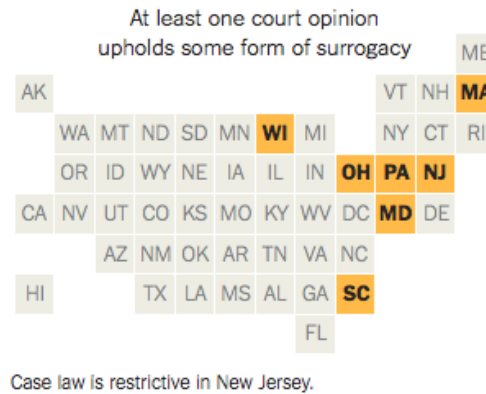 At least one court opinion
upholds some form of surrogacy
ME
AK VT NH MA
WA MT ND SD MN WI MI NY CT RI
OR ID WY NE IA IL IN OH PA NJ
CA NV UT CO KS MO KY WV DC MD DE
AZ NM OK AR TN VA NC
HI TX LA MS AL GA SC
FL
Case law is restrictive in New Jersey.